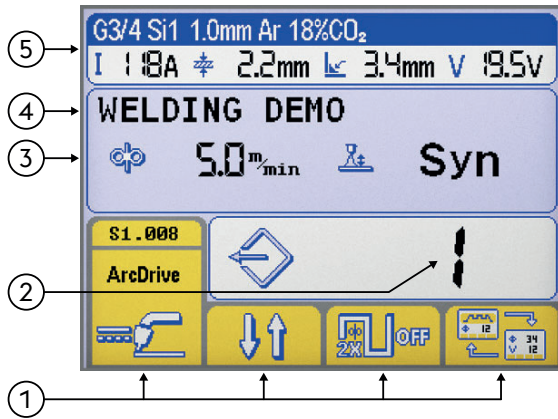 G3/4 Si1 1.0mm Ar 18%CO₂
I 118A 2.2mm 3.4mm V 19.5V
WELDING DEMO
5.0 m/min Syn
S1.008
ArcDrive
1
2X OFF
12
34
V 12
5
4
3
2
1